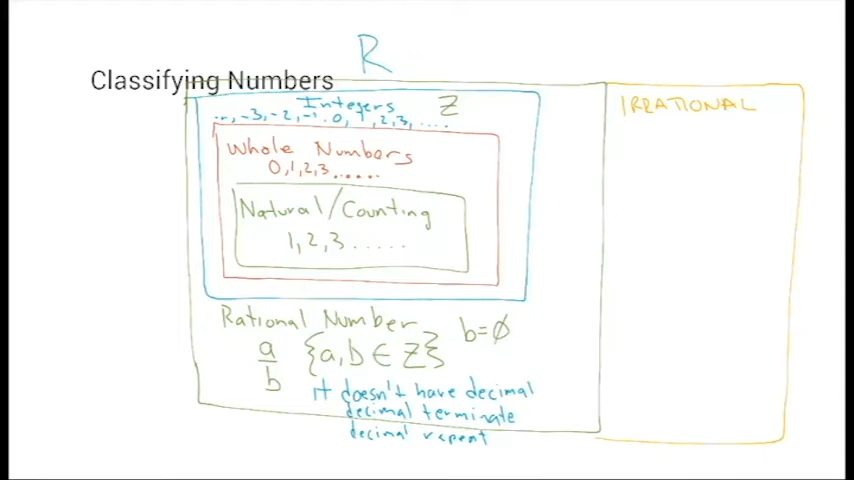 R
Classifying Numbers
Integers Z
..., -3, -2, -1, 0, 1, 2, 3, ....
IRRATIONAL
Whole Numbers
0, 1, 2, 3 .....
Natural/Counting
1, 2, 3 .....
Rational Number
b=∅
a/b {a, b ∈ Z}
it doesn't have decimal
decimal terminate
decimal repeat